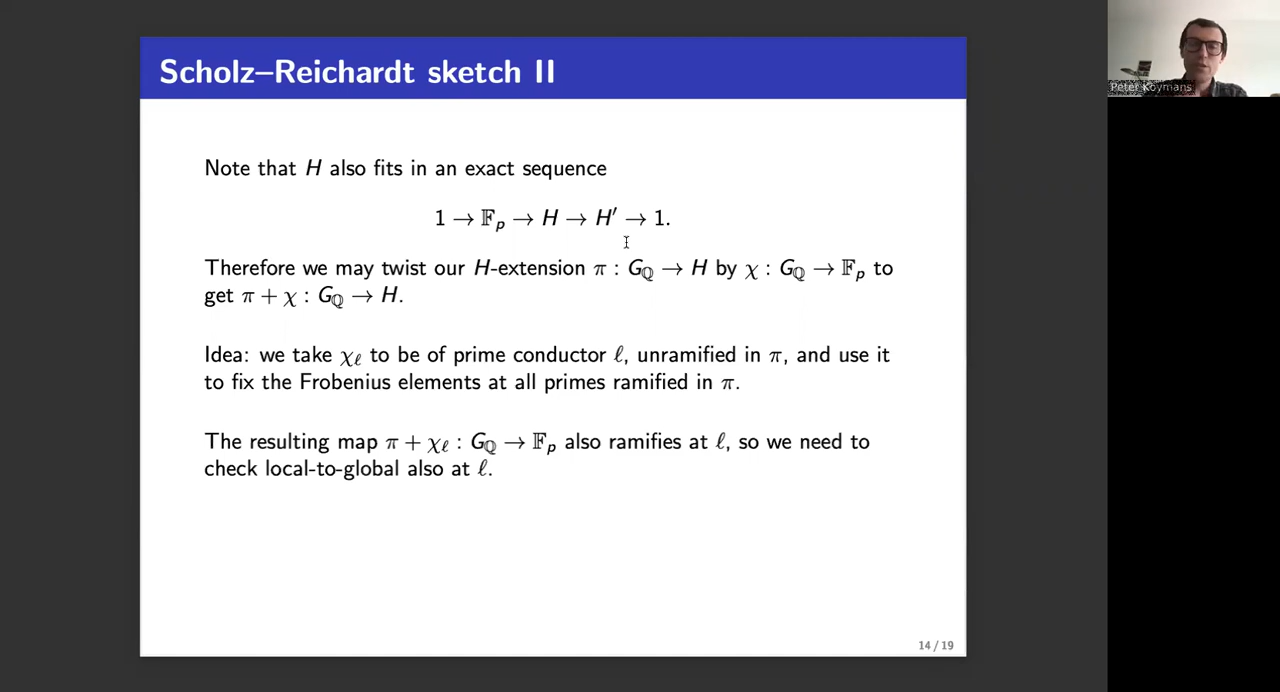 Scholz–Reichardt sketch II
Peter Koymans
Note that H also fits in an exact sequence
1 → 𝔽ₚ → H → H′ → 1.
Therefore we may twist our H-extension π : G_ℚ → H by χ : G_ℚ → 𝔽ₚ to
get π + χ : G_ℚ → H.
Idea: we take χ_ℓ to be of prime conductor ℓ, unramified in π, and use it
to fix the Frobenius elements at all primes ramified in π.
The resulting map π + χ_ℓ : G_ℚ → 𝔽ₚ also ramifies at ℓ, so we need to
check local-to-global also at ℓ.
14 / 19